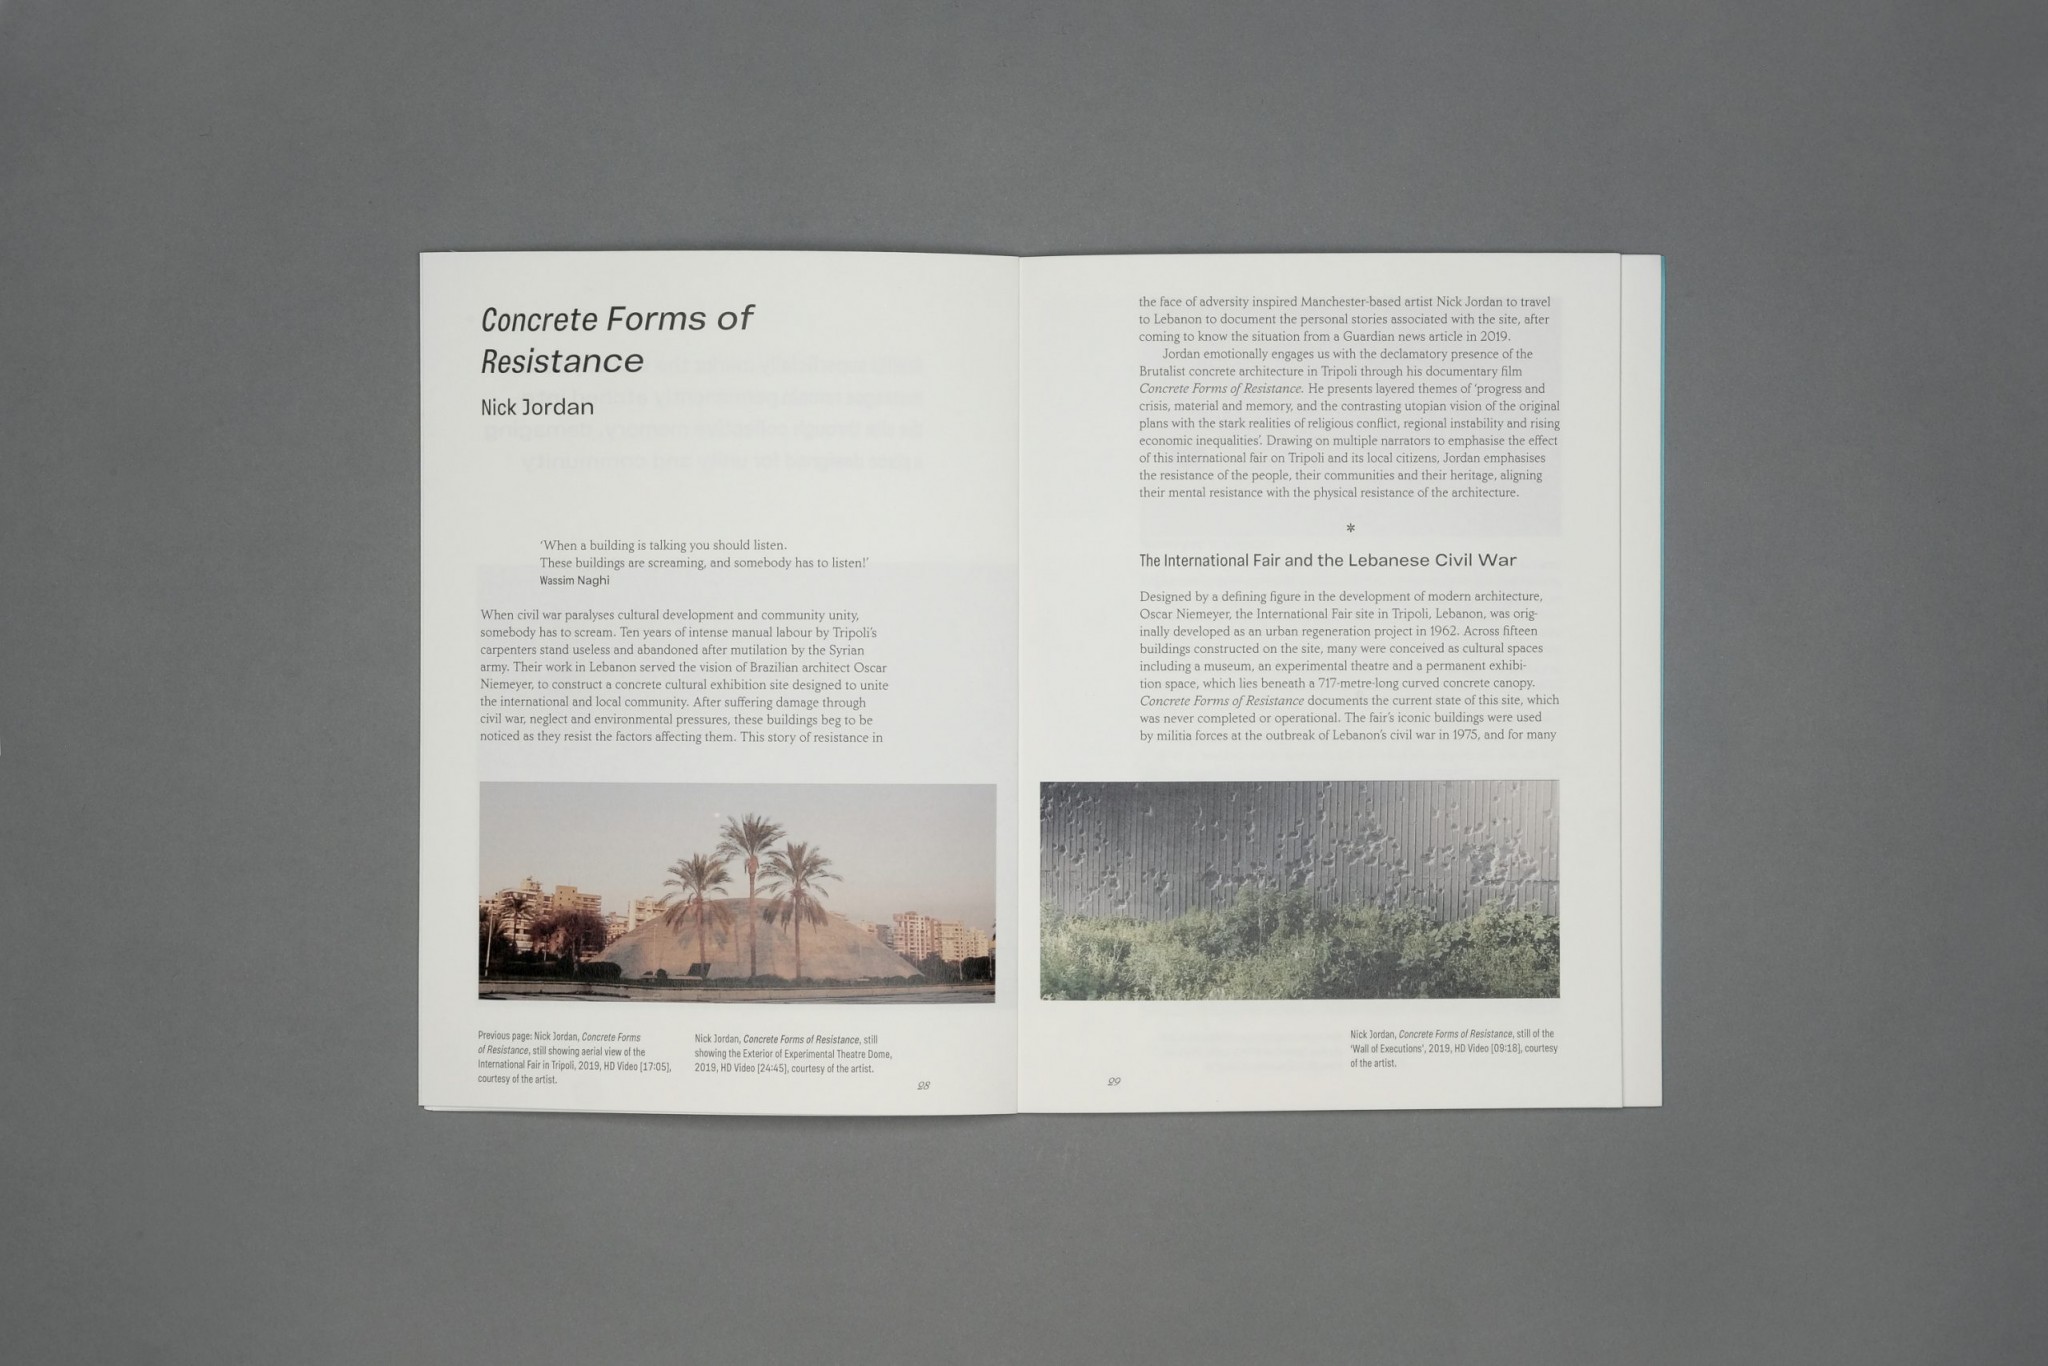 Concrete Forms of
Resistance
Nick Jordan
‘When a building is talking you should listen.
These buildings are screaming, and somebody has to listen!’
Wassim Naghi
When civil war paralyses cultural development and community unity,
somebody has to scream. Ten years of intense manual labour by Tripoli’s
carpenters stand useless and abandoned after mutilation by the Syrian
army. Their work in Lebanon served the vision of Brazilian architect Oscar
Niemeyer, to construct a concrete cultural exhibition site designed to unite
the international and local community. After suffering damage through
civil war, neglect and environmental pressures, these buildings beg to be
noticed as they resist the factors affecting them. This story of resistance in
Previous page: Nick Jordan, Concrete Forms
of Resistance, still showing aerial view of the
International Fair in Tripoli, 2019, HD Video [17:05],
courtesy of the artist.
Nick Jordan, Concrete Forms of Resistance, still
showing the Exterior of Experimental Theatre Dome,
2019, HD Video [24:45], courtesy of the artist.
28
the face of adversity inspired Manchester-based artist Nick Jordan to travel
to Lebanon to document the personal stories associated with the site, after
coming to know the situation from a Guardian news article in 2019.
Jordan emotionally engages us with the declamatory presence of the
Brutalist concrete architecture in Tripoli through his documentary film
Concrete Forms of Resistance. He presents layered themes of ‘progress and
crisis, material and memory, and the contrasting utopian vision of the original
plans with the stark realities of religious conflict, regional instability and rising
economic inequalities’. Drawing on multiple narrators to emphasise the effect
of this international fair on Tripoli and its local citizens, Jordan emphasises
the resistance of the people, their communities and their heritage, aligning
their mental resistance with the physical resistance of the architecture.
*
The International Fair and the Lebanese Civil War
Designed by a defining figure in the development of modern architecture,
Oscar Niemeyer, the International Fair site in Tripoli, Lebanon, was orig-
inally developed as an urban regeneration project in 1962. Across fifteen
buildings constructed on the site, many were conceived as cultural spaces
including a museum, an experimental theatre and a permanent exhibi-
tion space, which lies beneath a 717-metre-long curved concrete canopy.
Concrete Forms of Resistance documents the current state of this site, which
was never completed or operational. The fair’s iconic buildings were used
by militia forces at the outbreak of Lebanon’s civil war in 1975, and for many
Nick Jordan, Concrete Forms of Resistance, still of the
‘Wall of Executions’, 2019, HD Video [09:18], courtesy
of the artist.
29